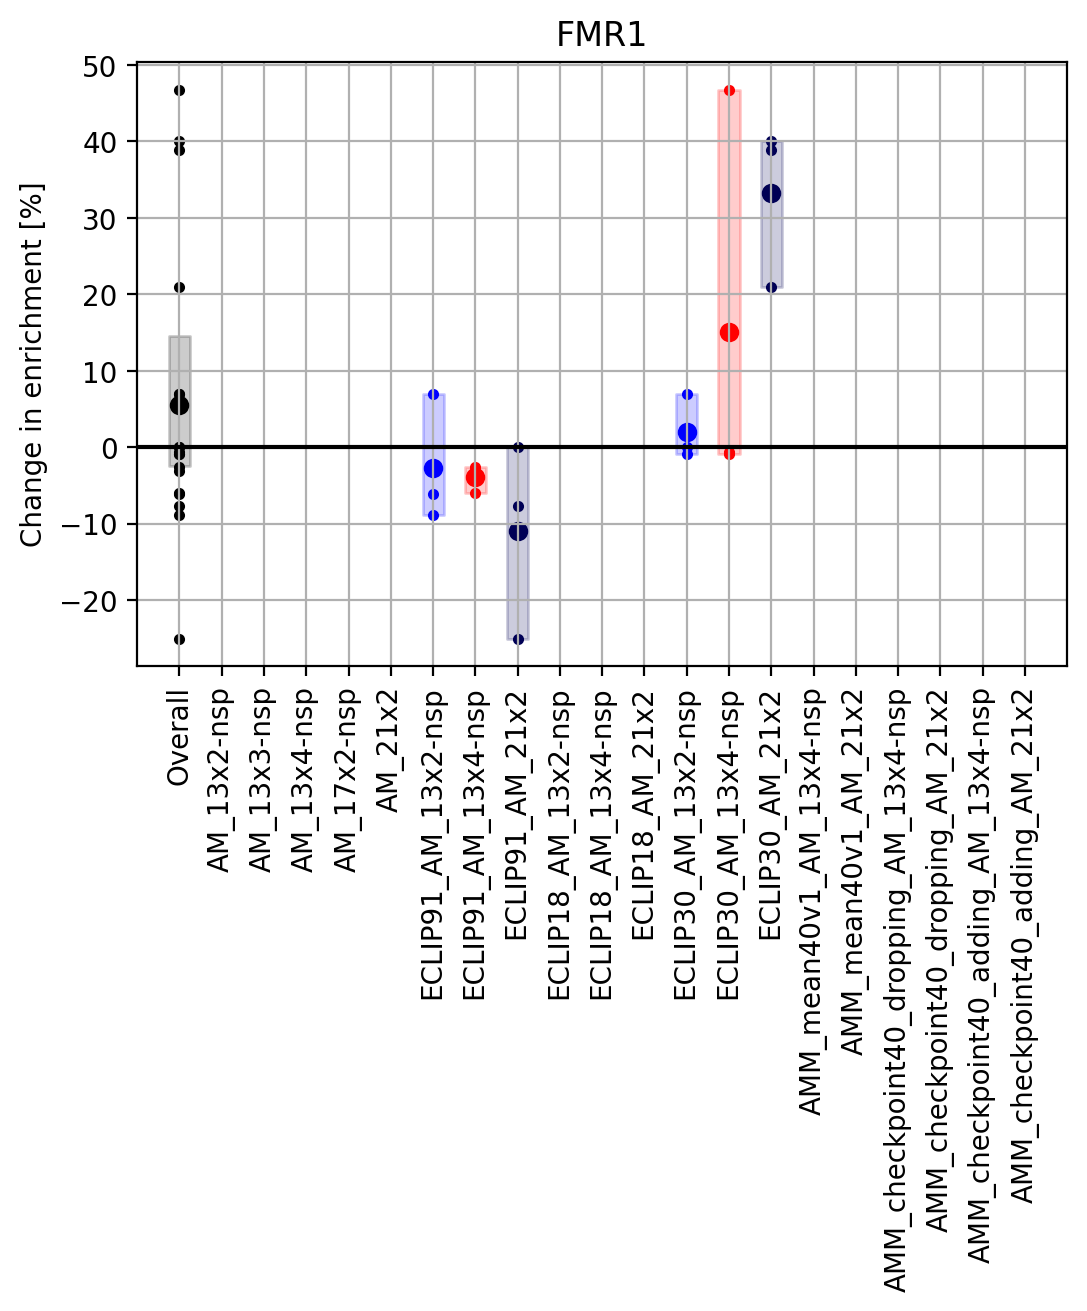 FMR1
Change in enrichment [%]
50
40
30
20
10
0
−10
−20
Overall
AM_13x2-nsp
AM_13x3-nsp
AM_13x4-nsp
AM_17x2-nsp
AM_21x2
ECLIP91_AM_13x2-nsp
ECLIP91_AM_13x4-nsp
ECLIP91_AM_21x2
ECLIP18_AM_13x2-nsp
ECLIP18_AM_13x4-nsp
ECLIP18_AM_21x2
ECLIP30_AM_13x2-nsp
ECLIP30_AM_13x4-nsp
ECLIP30_AM_21x2
AMM_mean40v1_AM_13x4-nsp
AMM_mean40v1_AM_21x2
AMM_checkpoint40_dropping_AM_13x4-nsp
AMM_checkpoint40_dropping_AM_21x2
AMM_checkpoint40_adding_AM_13x4-nsp
AMM_checkpoint40_adding_AM_21x2